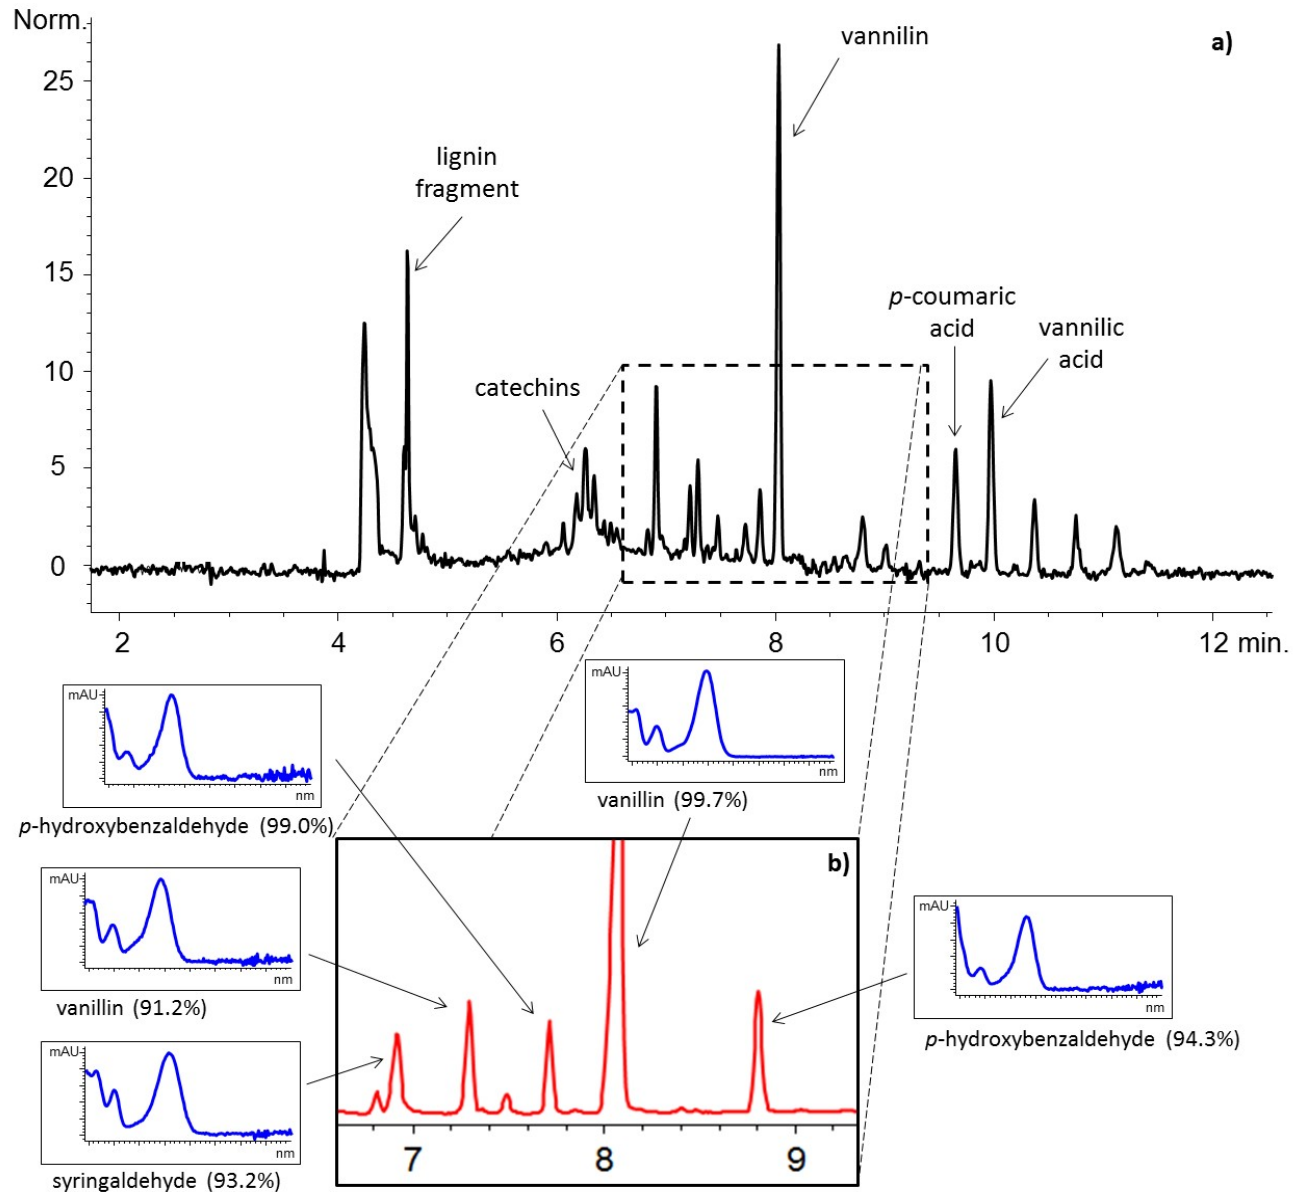 Norm.
a)
vannilin
25
lignin
fragment
20
15
p-coumaric
acid
vannilic
acid
10
catechins
5
0
2
4
6
8
10
12 min.
mAU
nm
p-hydroxybenzaldehyde (99.0%)
mAU
nm
vanillin (99.7%)
mAU
nm
vanillin (91.2%)
mAU
nm
syringaldehyde (93.2%)
b)
7
8
9
mAU
nm
p-hydroxybenzaldehyde (94.3%)